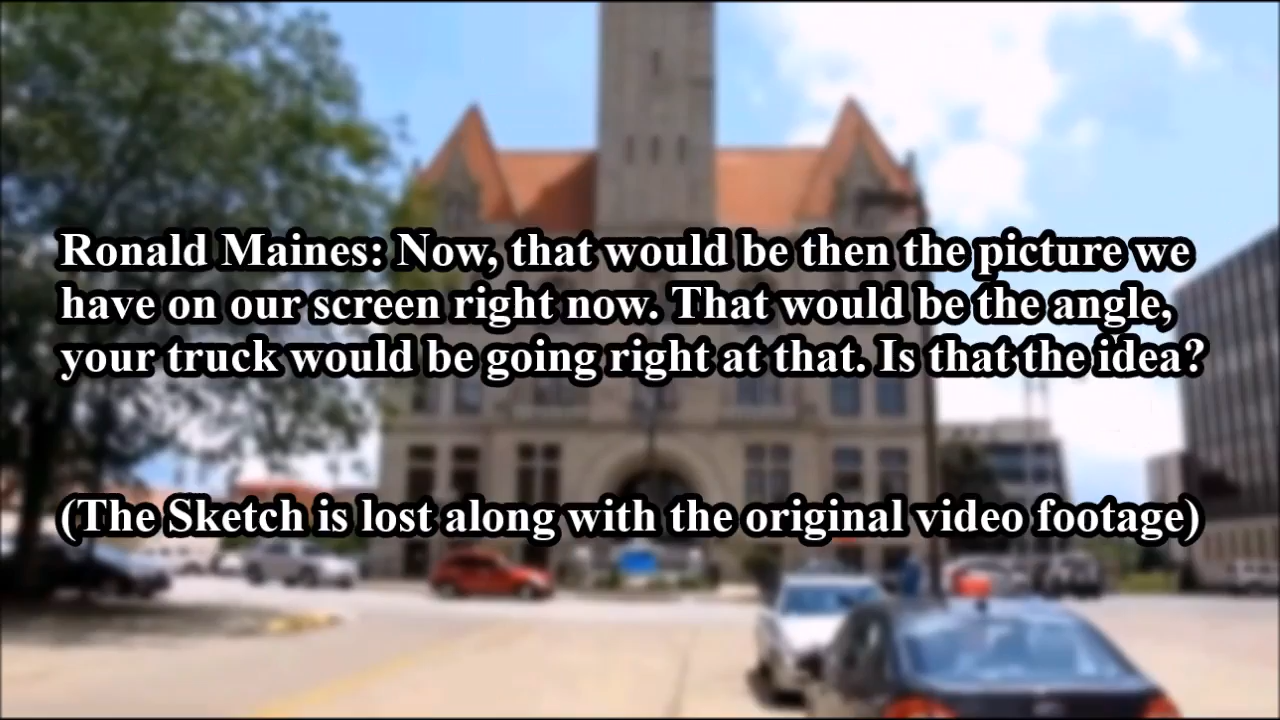 Ronald Maines: Now, that would be then the picture we
have on our screen right now. That would be the angle,
your truck would be going right at that. Is that the idea?
(The Sketch is lost along with the original video footage)